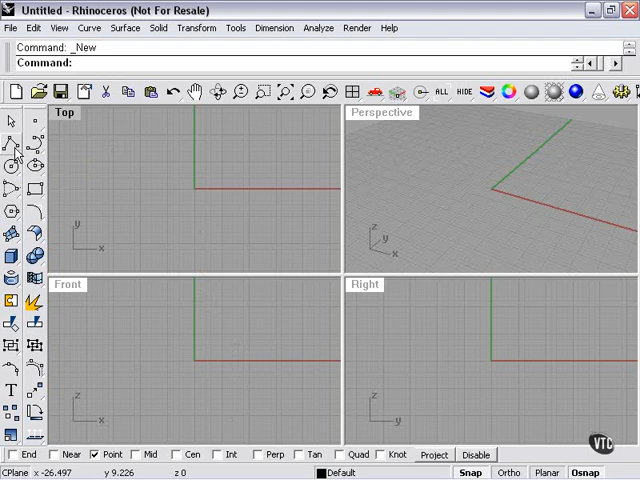 Untitled - Rhinoceros (Not For Resale)
File Edit View Curve Surface Solid Transform Tools Dimension Analyze Render Help
Command: _New
Command:
ALL HIDE
Top
Perspective
y
x
z
y
x
Front
Right
z
x
z
y
T
VTC
End Near Point Mid Cen Int Perp Tan Quad Knot Project Disable
CPlane x -26.497 y 9.226 z 0 Default Snap Ortho Planar Osnap